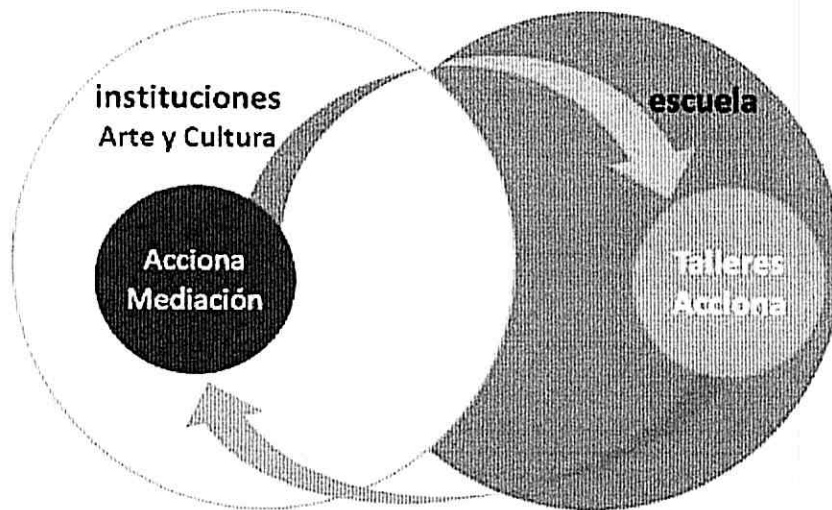 instituciones
Arte y Cultura
escuela
Acciona
Mediación
Talleres
Acciona